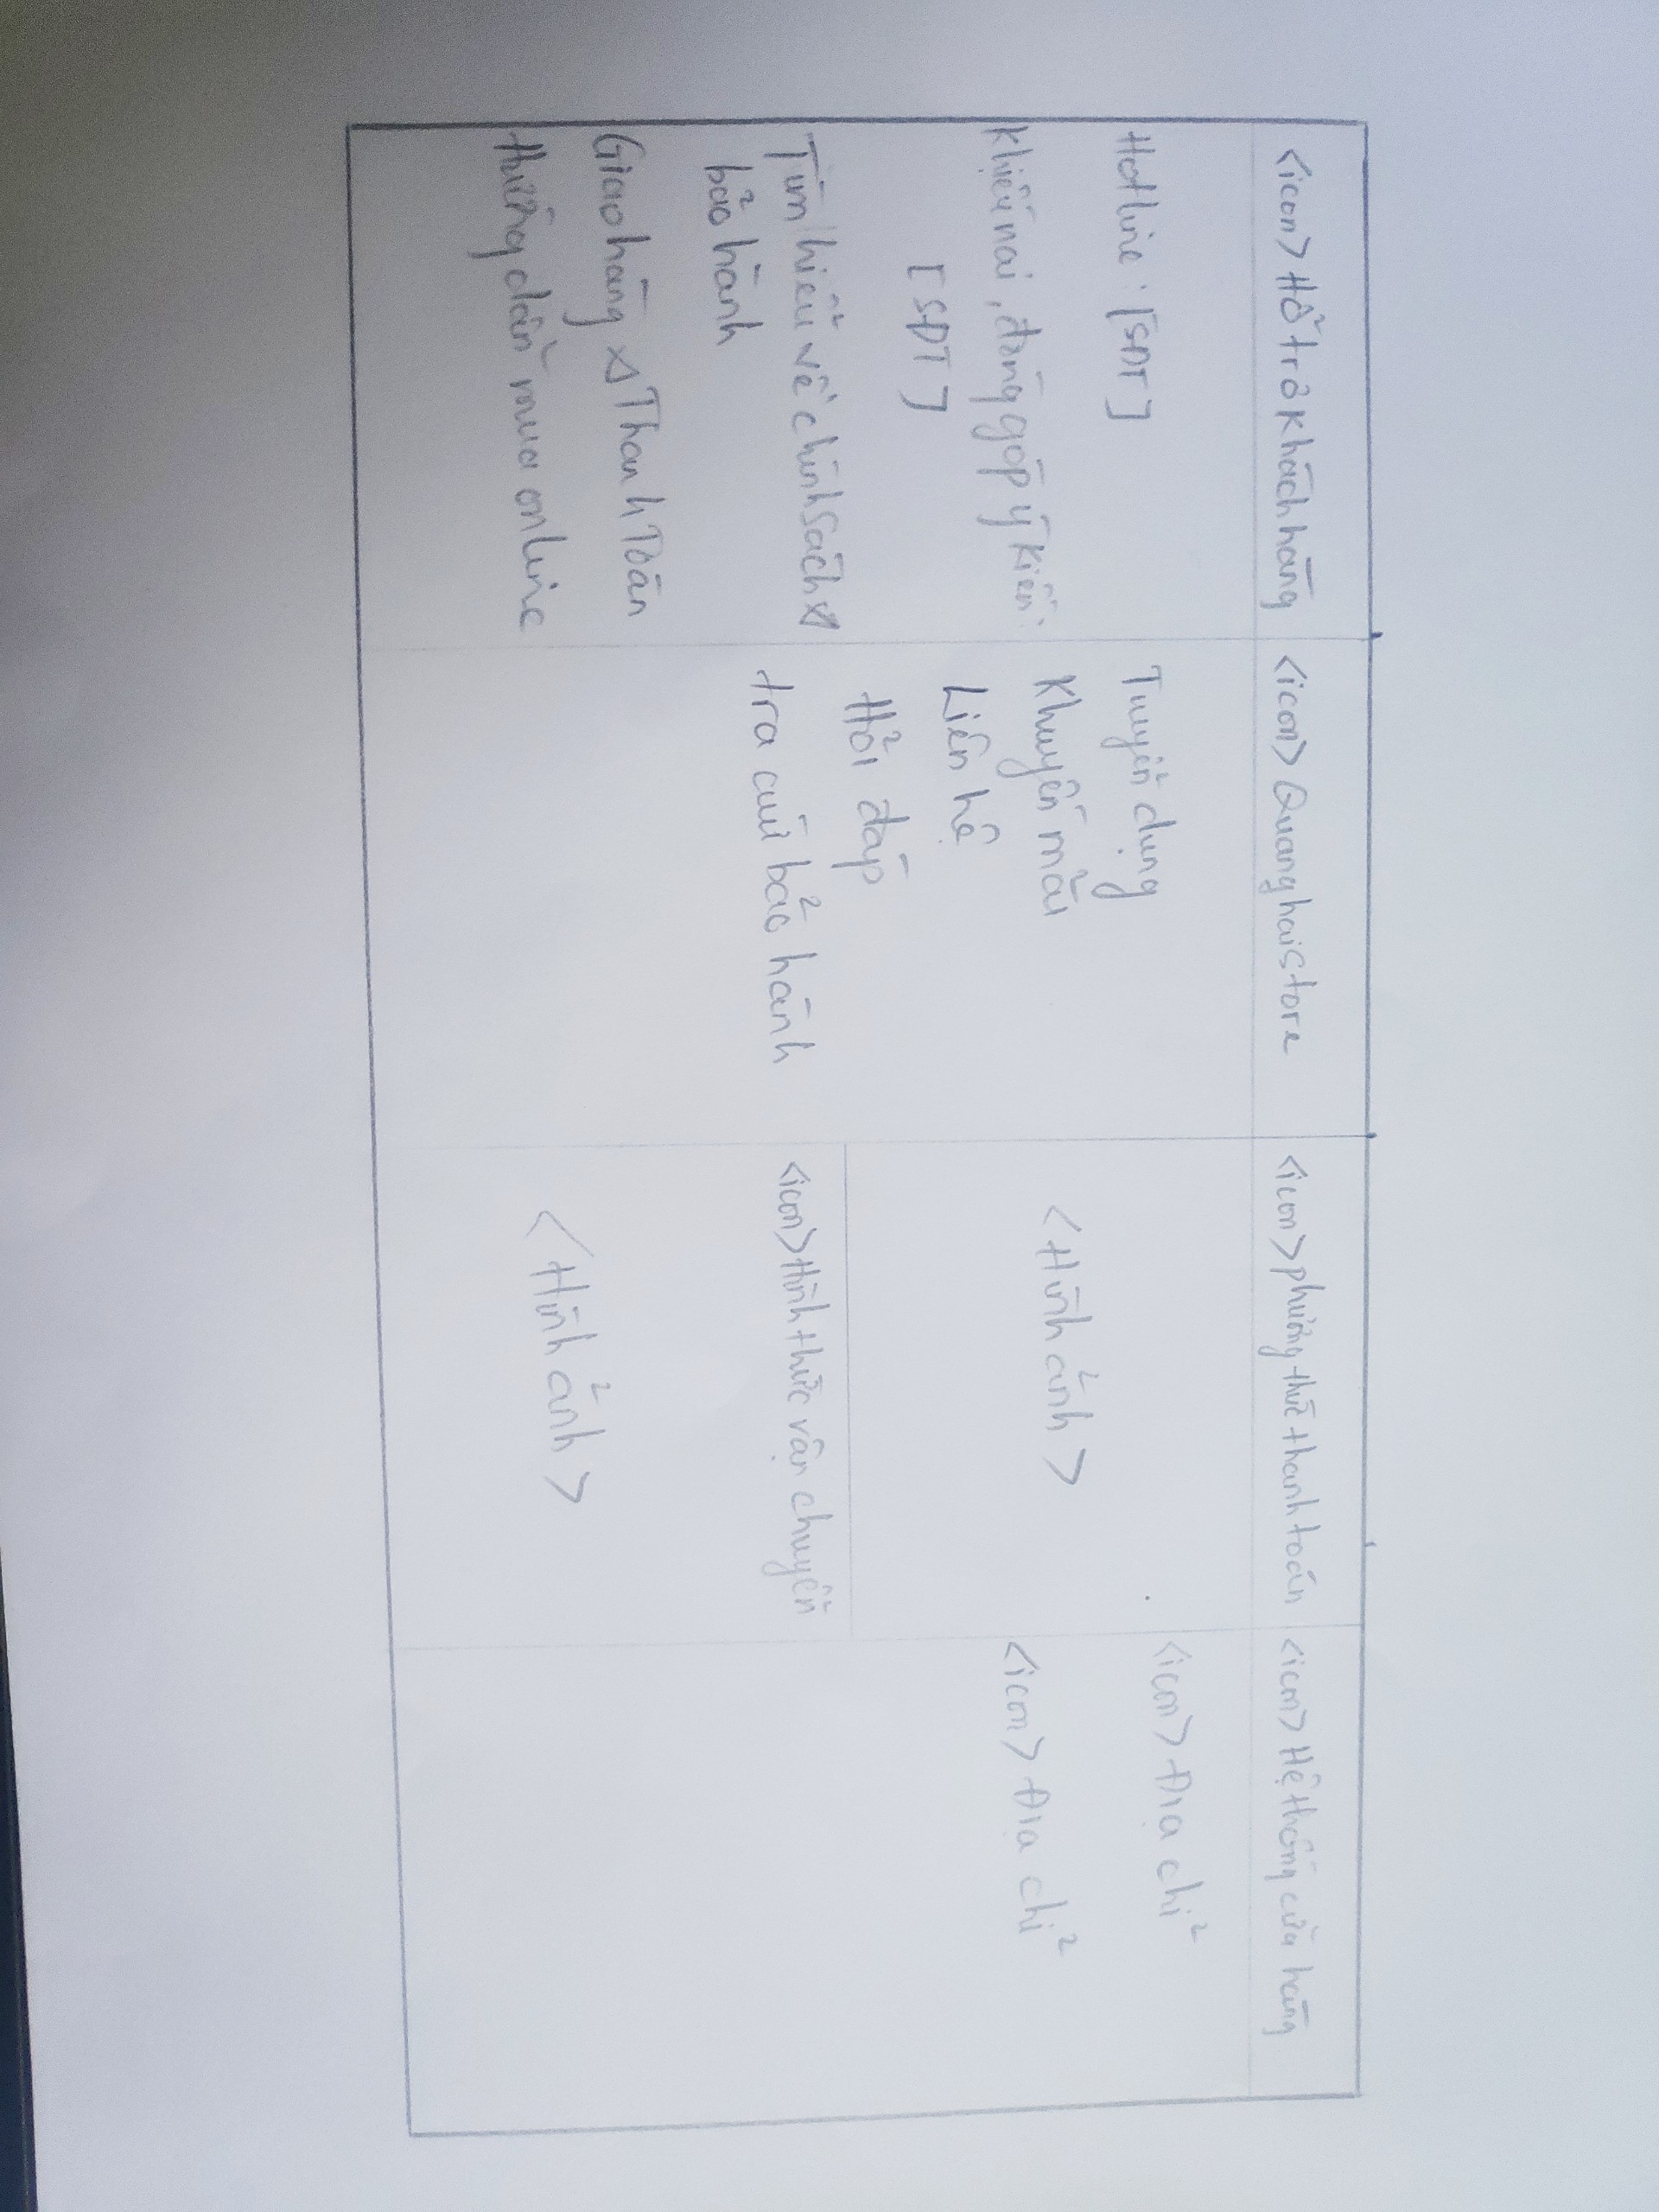 <icon> Hỗ trợ khách hàng
Hotline : [SĐT]
Khiếu nại, đóng góp ý kiến:
[SĐT]
Tìm hiểu về chính sách
bảo hành
Giao hàng Thanh Toán
Hướng dẫn mua online
<icon> Quanghaistore
Tuyển dụng
Khuyến mãi
Liên hệ
Hỏi đáp
tra cứu bảo hành
<icon> phương thức thanh toán
<Hình ảnh>
<icon> Hình thức vận chuyển
<Hình ảnh>
<icon> Hệ thống cửa hàng
<icon> Địa chỉ
<icon> Địa chỉ